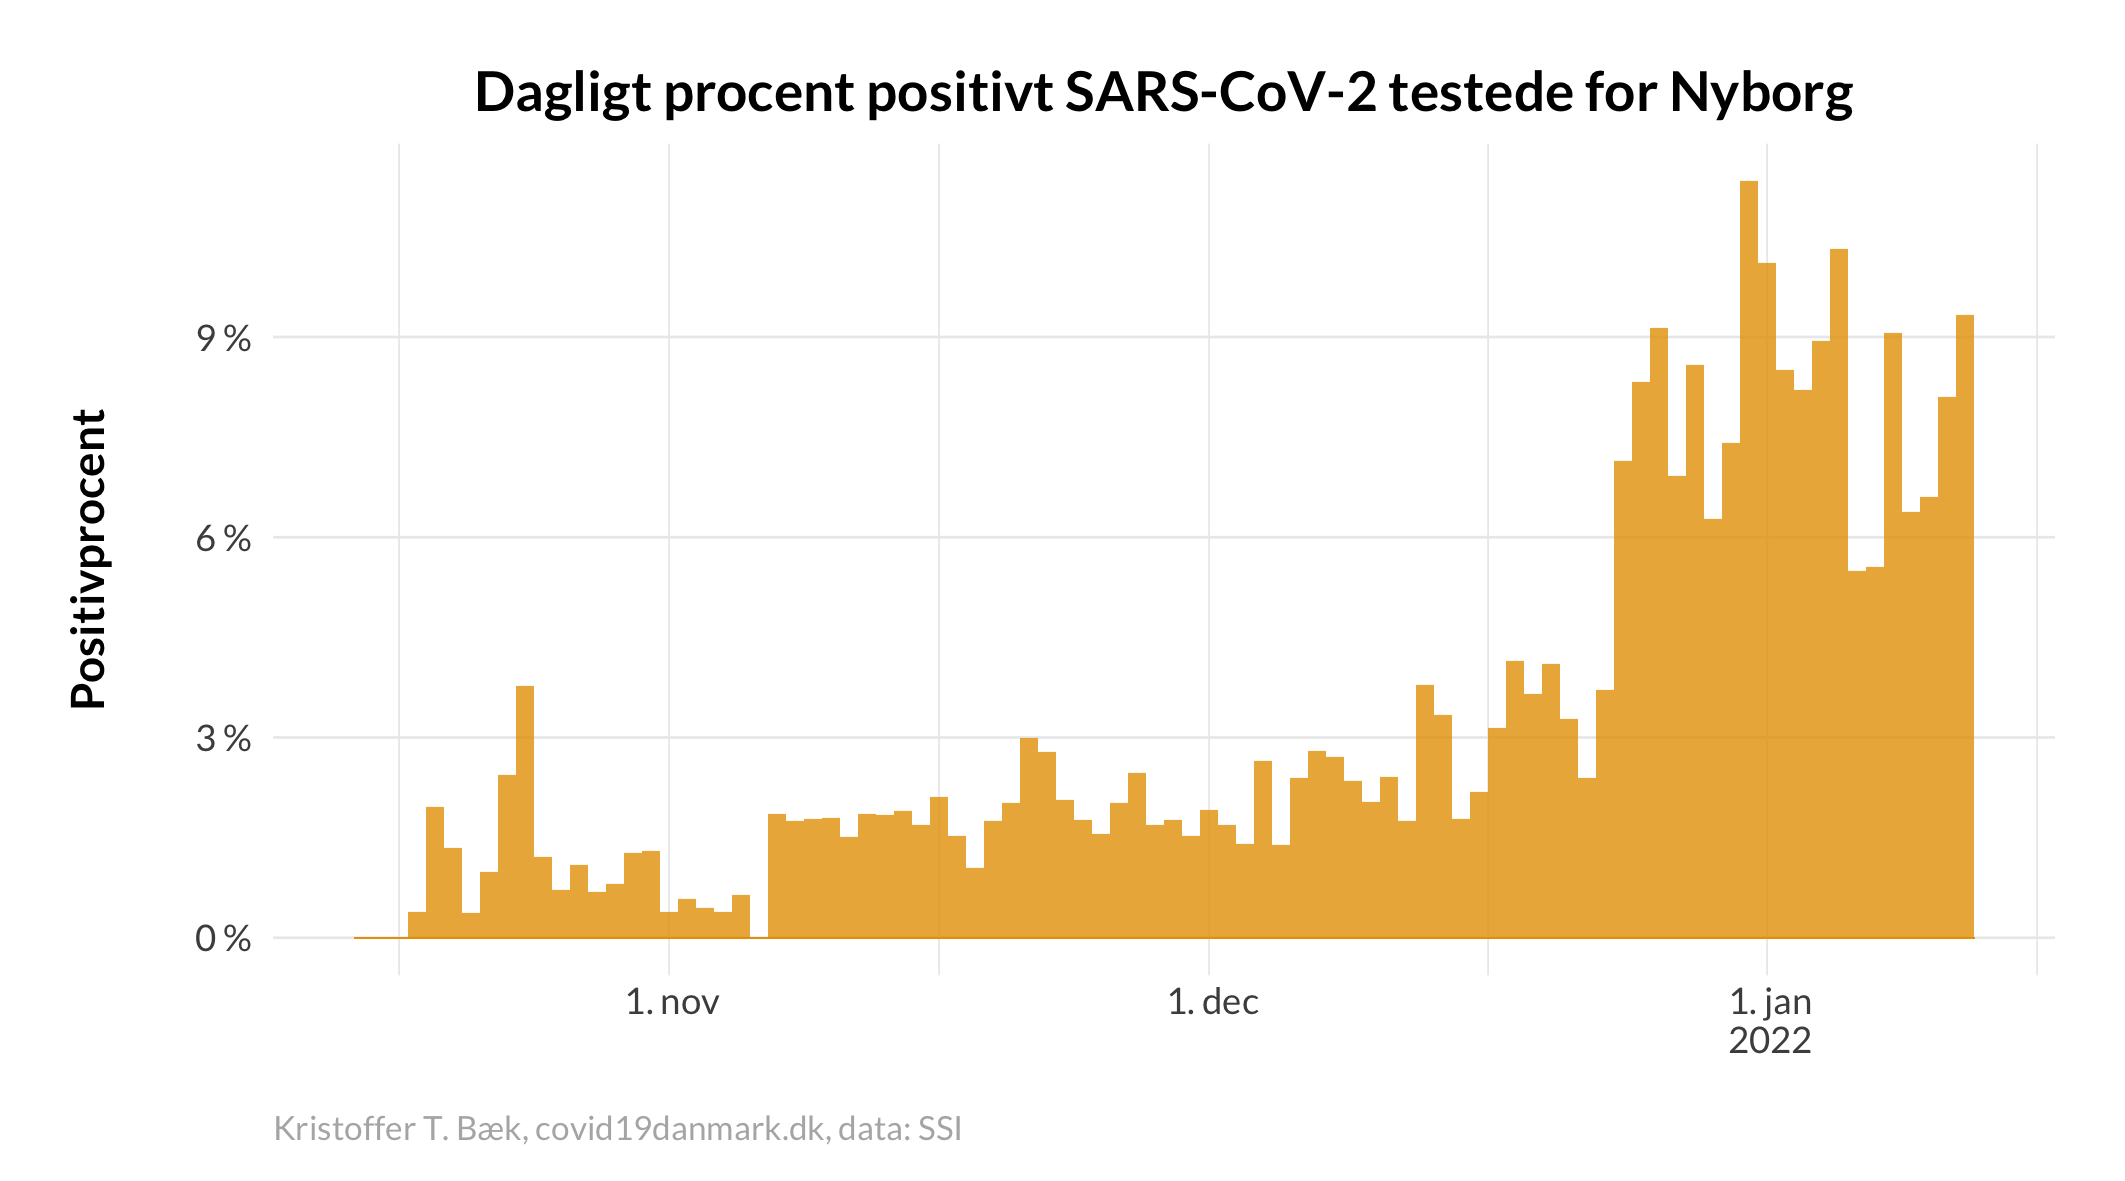 Dagligt procent positivt SARS-CoV-2 testede for Nyborg
Positivprocent
9 %
6 %
3 %
0 %
1. nov
1. dec
1. jan
2022
Kristoffer T. Bæk, covid19danmark.dk, data: SSI